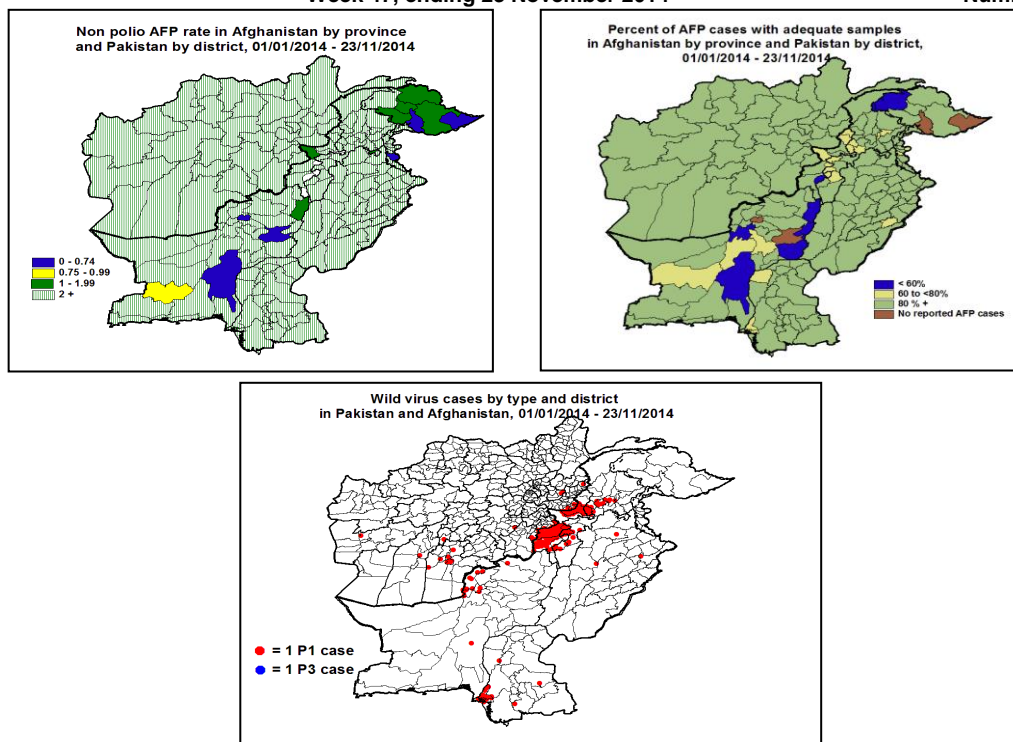 Non polio AFP rate in Afghanistan by province
and Pakistan by district, 01/01/2014 - 23/11/2014
0 - 0.74
0.75 - 0.99
1 - 1.99
2 +
Percent of AFP cases with adequate samples
in Afghanistan by province and Pakistan by district,
01/01/2014 - 23/11/2014
< 60%
60 to <80%
80 % +
No reported AFP cases
Wild virus cases by type and district
in Pakistan and Afghanistan, 01/01/2014 - 23/11/2014
= 1 P1 case
= 1 P3 case